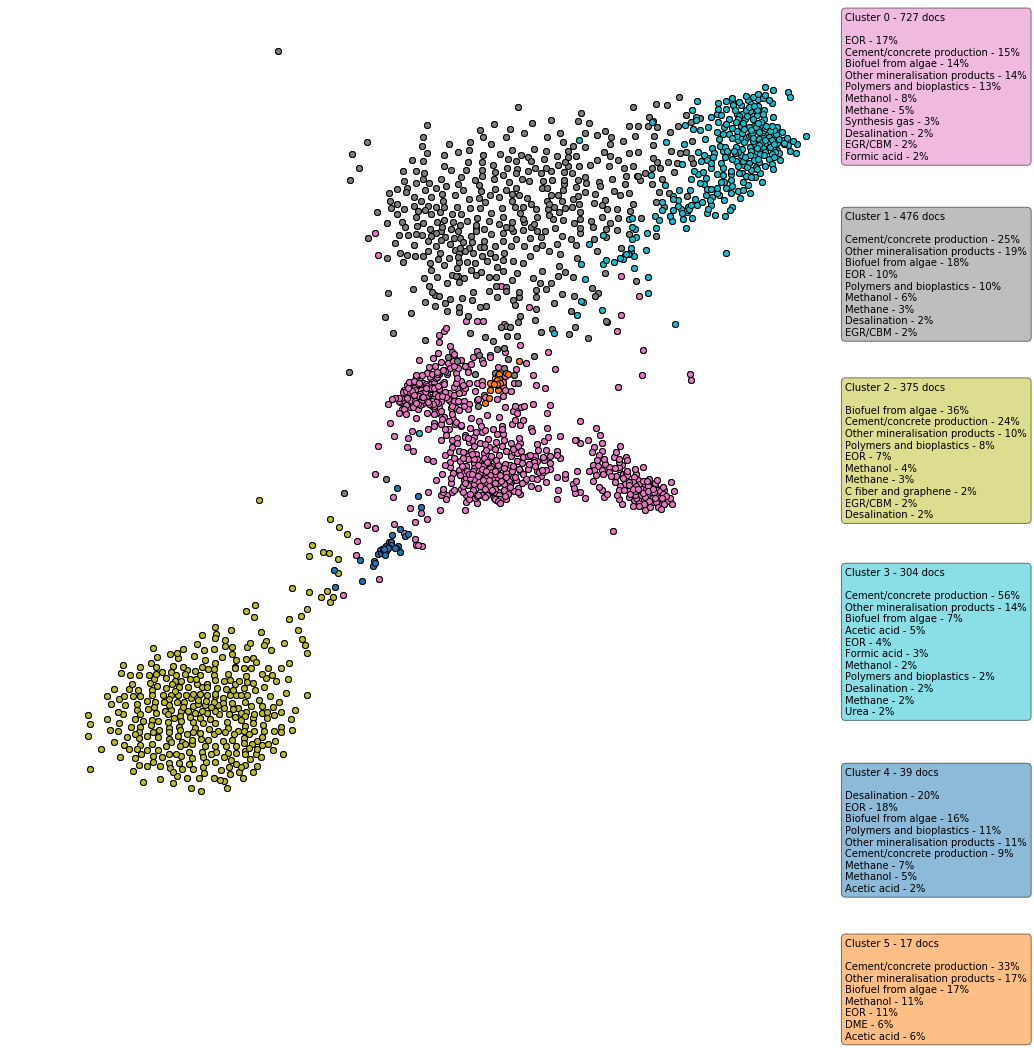 Cluster 0 - 727 docs
EOR - 17%
Cement/concrete production - 15%
Biofuel from algae - 14%
Other mineralisation products - 14%
Polymers and bioplastics - 13%
Methanol - 8%
Methane - 5%
Synthesis gas - 3%
Desalination - 2%
EGR/CBM - 2%
Formic acid - 2%
Cluster 1 - 476 docs
Cement/concrete production - 25%
Other mineralisation products - 19%
Biofuel from algae - 18%
EOR - 10%
Polymers and bioplastics - 10%
Methanol - 6%
Methane - 3%
Desalination - 2%
EGR/CBM - 2%
Cluster 2 - 375 docs
Biofuel from algae - 36%
Cement/concrete production - 24%
Other mineralisation products - 10%
Polymers and bioplastics - 8%
EOR - 7%
Methanol - 4%
Methane - 3%
C fiber and graphene - 2%
EGR/CBM - 2%
Desalination - 2%
Cluster 3 - 304 docs
Cement/concrete production - 56%
Other mineralisation products - 14%
Biofuel from algae - 7%
Acetic acid - 5%
EOR - 4%
Formic acid - 3%
Methanol - 2%
Polymers and bioplastics - 2%
Desalination - 2%
Methane - 2%
Urea - 2%
Cluster 4 - 39 docs
Desalination - 20%
EOR - 18%
Biofuel from algae - 16%
Polymers and bioplastics - 11%
Other mineralisation products - 11%
Cement/concrete production - 9%
Methane - 7%
Methanol - 5%
Acetic acid - 2%
Cluster 5 - 17 docs
Cement/concrete production - 33%
Other mineralisation products - 17%
Biofuel from algae - 17%
Methanol - 11%
EOR - 11%
DME - 6%
Acetic acid - 6%